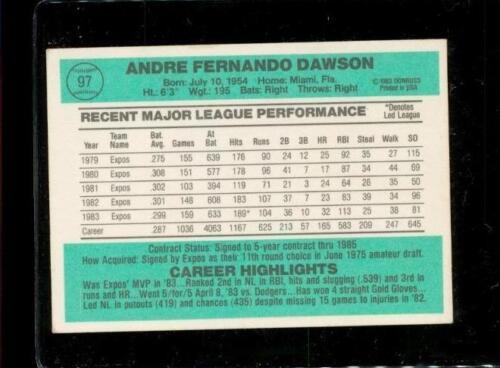 97
ANDRE FERNANDO DAWSON
Born: July 10, 1954 Home: Miami, Fla.
Ht.: 6'3" Wgt.: 195 Bats: Right Throws: Right
© 1983 DONRUSS
Printed in USA
RECENT MAJOR LEAGUE PERFORMANCE
*Denotes
Led League
Year Team Name Bat. Avg. Games At Bat Hits Runs 2B 3B HR RBI Steal Walk SO
1979 Expos .275 155 639 176 90 24 12 25 92 35 27 115
1980 Expos .308 151 577 178 96 41 7 17 87 34 44 69
1981 Expos .302 103 394 119 71 21 3 24 64 26 35 50
1982 Expos .301 148 608 183 107 37 7 23 83 39 34 96
1983 Expos .299 159 633 189* 104 36 10 32 113 25 38 81
Career .287 1036 4063 1167 625 213 57 165 583 209 247 645
Contract Status: Signed to 5-year contract thru 1985
How Acquired: Signed by Expos as their 11th round choice in June 1975 amateur draft.
CAREER HIGHLIGHTS
Was Expos' MVP in '83...Ranked 2nd in NL in RBI, hits and slugging (.539) and 3rd in
runs and HR... Went 5/for/5 April 8, '83 vs. Dodgers... Has won 4 straight Gold Gloves...
Led NL in putouts (419) and chances (435) despite missing 15 games to injuries in '82.